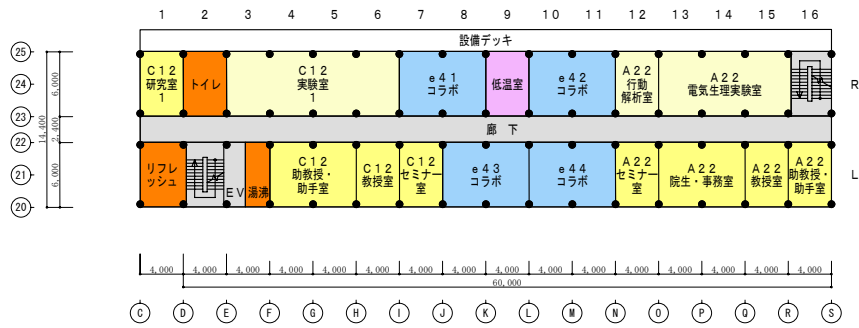 1 2 3 4 5 6 7 8 9 10 11 12 13 14 15 16
設備デッキ
25
24
23
22
21
20
14,400
6,000
2,400
6,000
C12
研究室
1
トイレ
C12
実験室
1
e41
コラボ
低温室
e42
コラボ
A22
行動
解析室
A22
電気生理実験室
R
廊 下
リフレ
ッシュ
EV
湯沸
C12
助教授・
助手室
C12
教授室
C12
セミナー
室
e43
コラボ
e44
コラボ
A22
セミナー
室
A22
院生・事務室
A22
教授室
A22
助教授・
助手室
L
4,000 4,000 4,000 4,000 4,000 4,000 4,000 4,000 4,000 4,000 4,000 4,000 4,000 4,000 4,000 4,000
60,000
C D E F G H I J K L M N O P Q R S